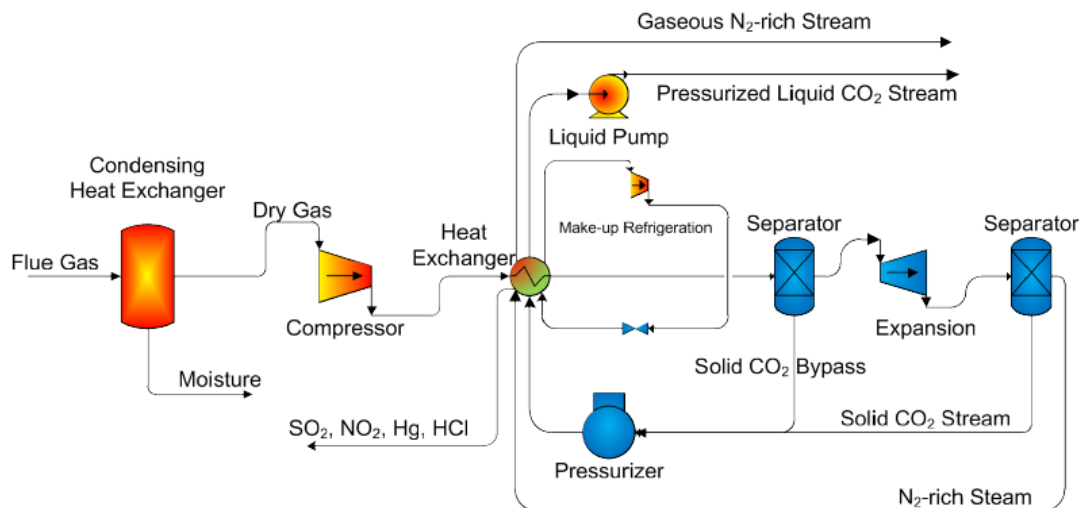 Gaseous N₂-rich Stream
Pressurized Liquid CO₂ Stream
Liquid Pump
Condensing
Heat Exchanger
Dry Gas
Heat
Exchanger
Make-up Refrigeration
Separator
Separator
Flue Gas
Compressor
Expansion
Solid CO₂ Bypass
Moisture
SO₂, NO₂, Hg, HCl
Solid CO₂ Stream
Pressurizer
N₂-rich Steam